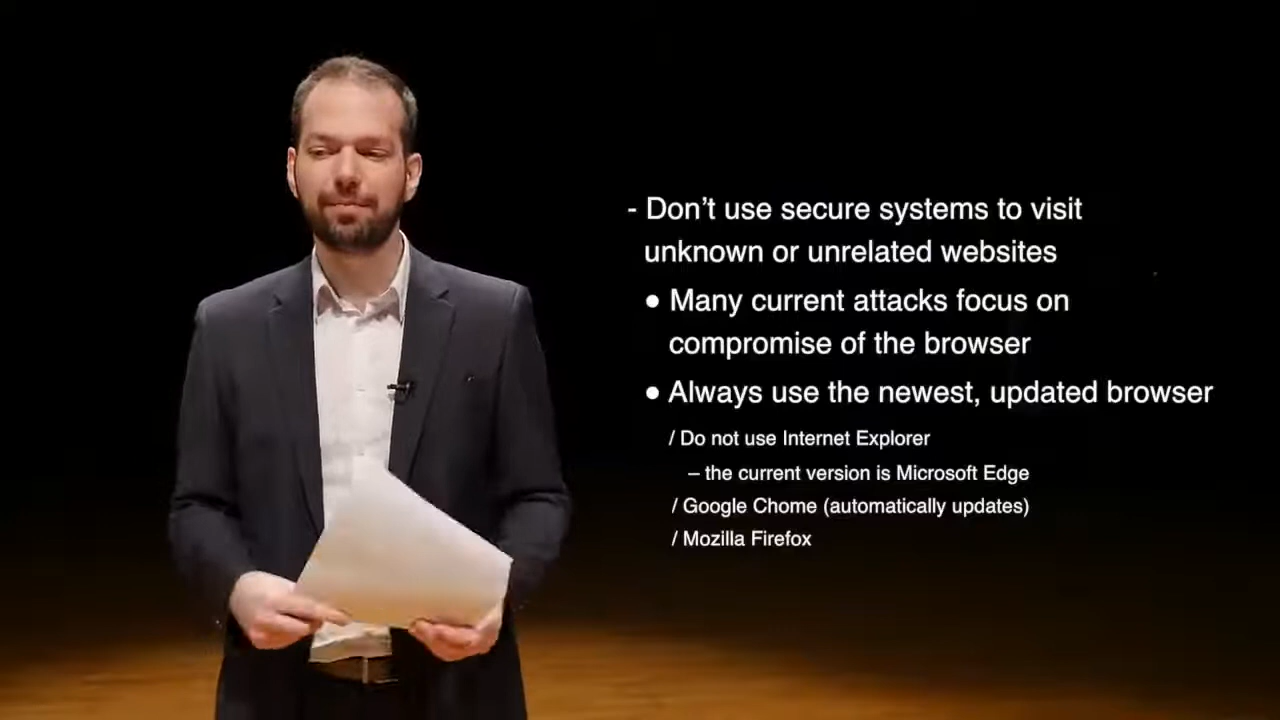 - Don’t use secure systems to visit
unknown or unrelated websites
● Many current attacks focus on
compromise of the browser
● Always use the newest, updated browser
/ Do not use Internet Explorer
– the current version is Microsoft Edge
/ Google Chome (automatically updates)
/ Mozilla Firefox